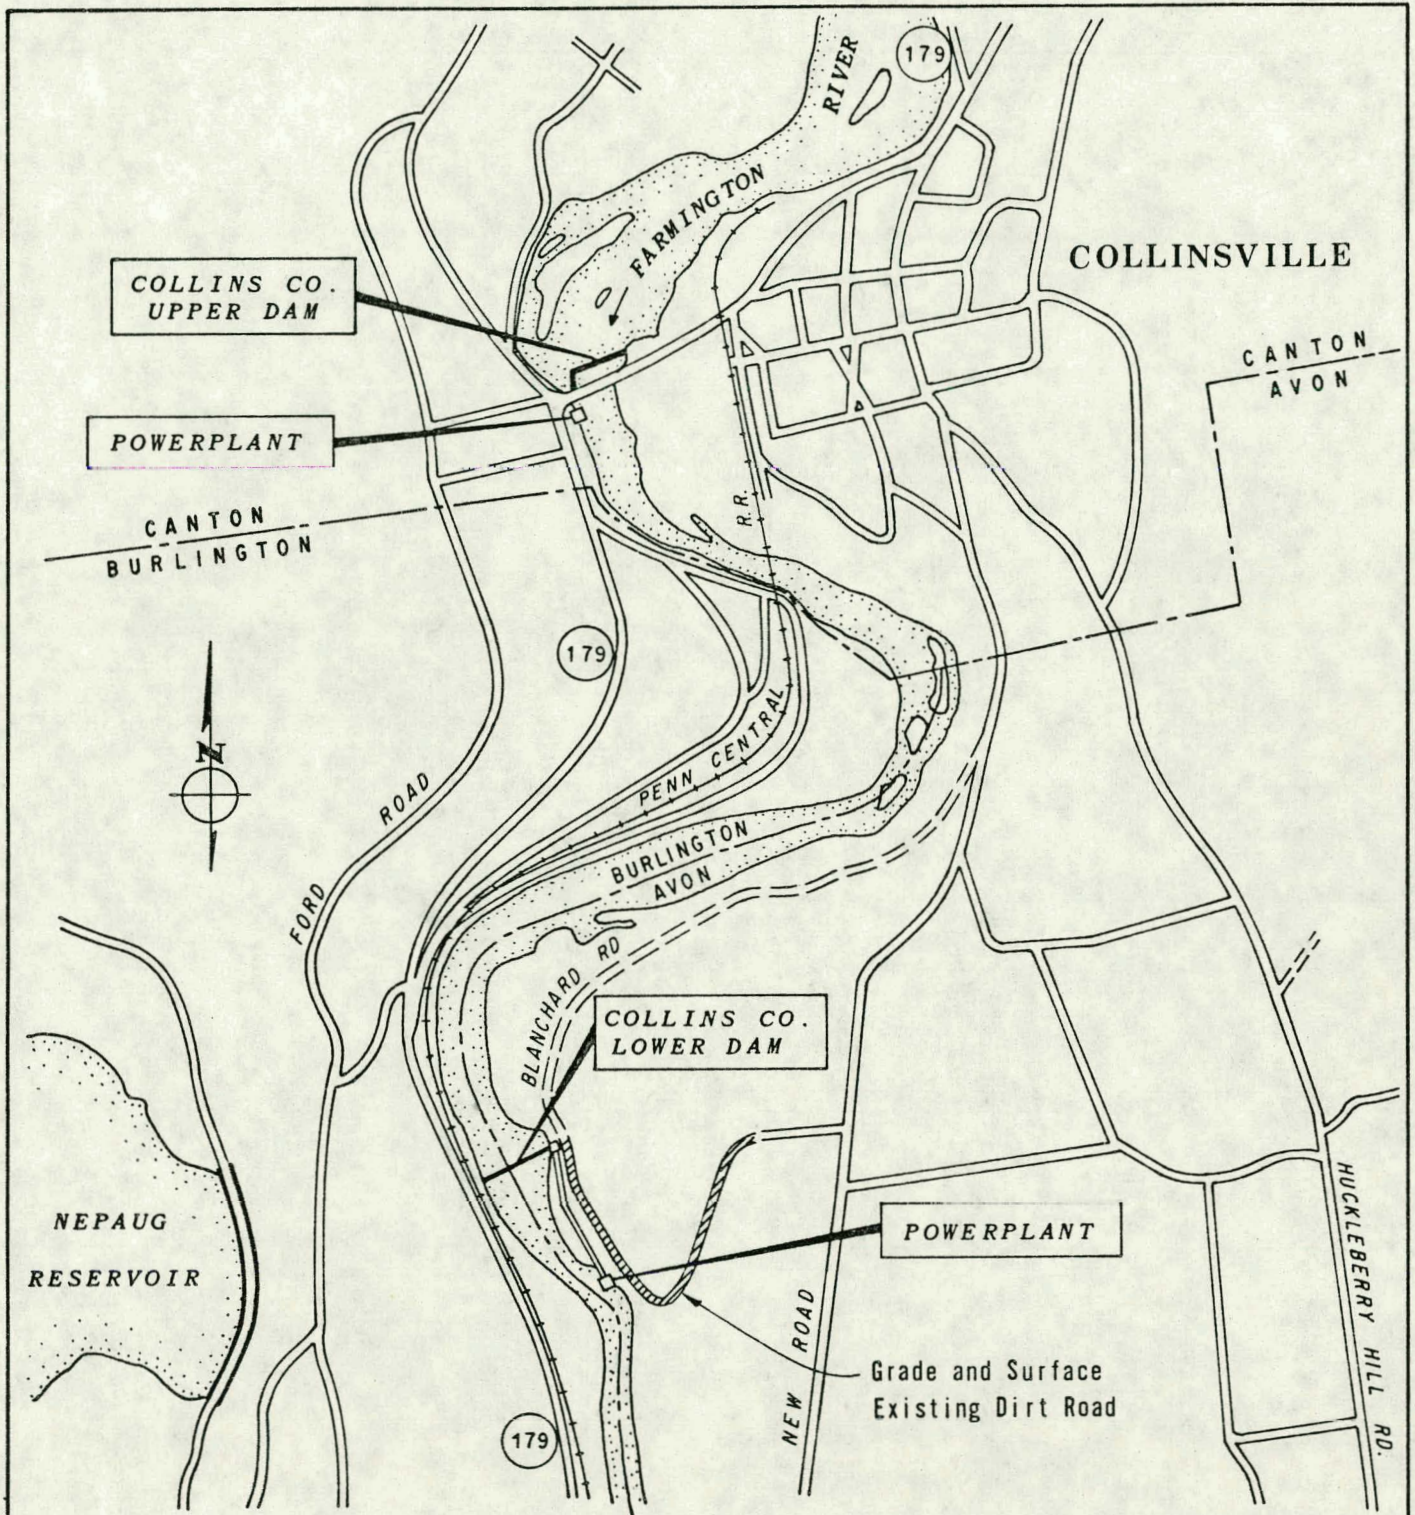 179
RIVER
FARMINGTON
COLLINSVILLE
COLLINS CO.
UPPER DAM
CANTON
AVON
POWERPLANT
R.R.
CANTON
BURLINGTON
179
N
PENN CENTRAL
ROAD
FORD
BURLINGTON
AVON
BLANCHARD RD
COLLINS CO.
LOWER DAM
NEPAUG
RESERVOIR
POWERPLANT
HUCKLEBERRY HILL RD.
NEW ROAD
Grade and Surface
Existing Dirt Road
179